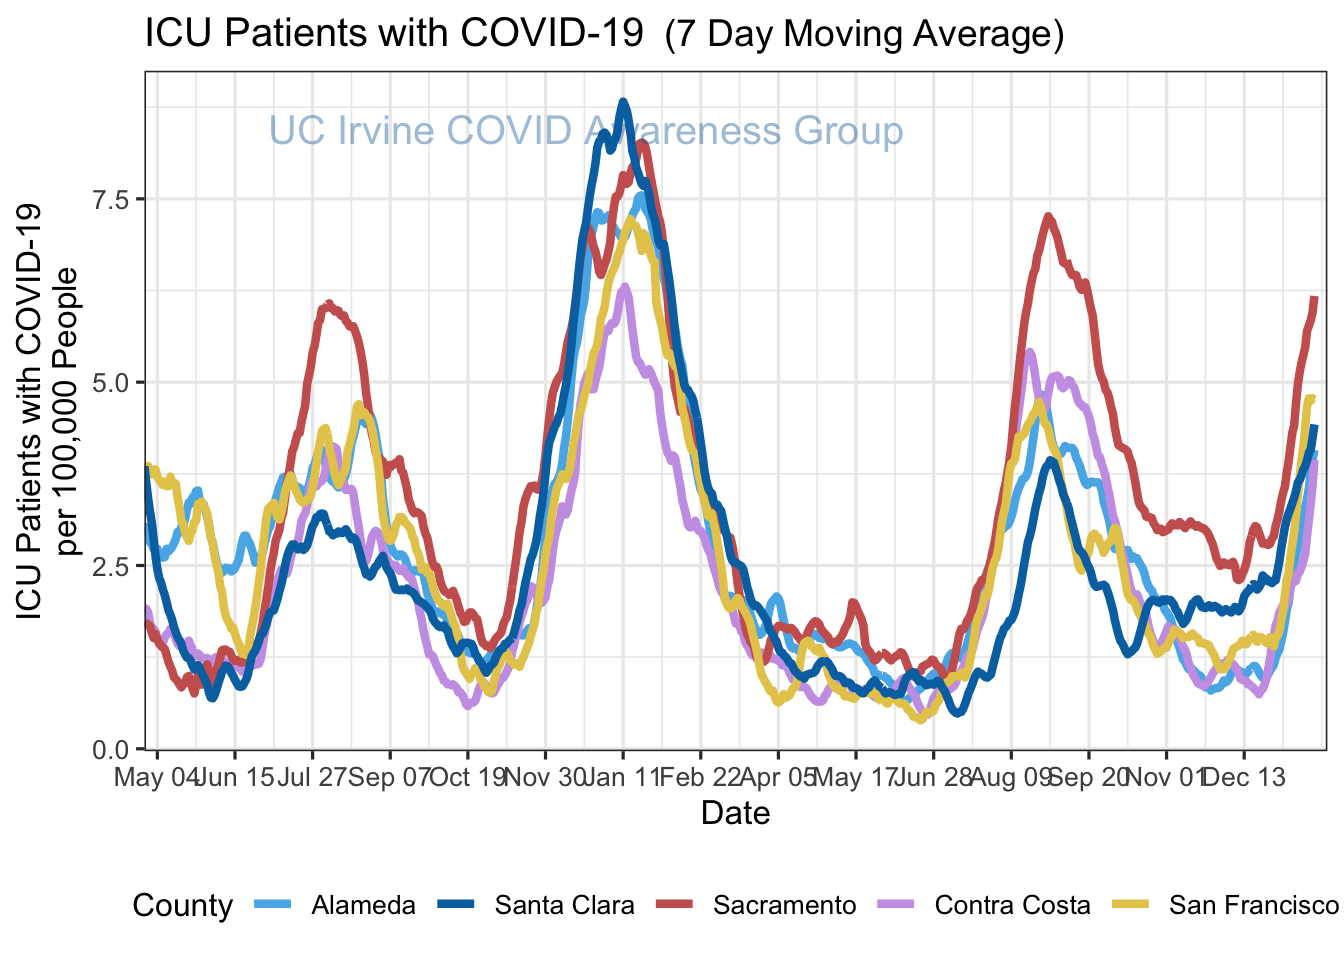 ICU Patients with COVID-19 (7 Day Moving Average)
UC Irvine COVID Awareness Group
ICU Patients with COVID-19
per 100,000 People
7.5
5.0
2.5
0.0
May 04 Jun 15 Jul 27 Sep 07 Oct 19 Nov 30 Jan 11 Feb 22 Apr 05 May 17 Jun 28 Aug 09 Sep 20 Nov 01 Dec 13
Date
County Alameda Santa Clara Sacramento Contra Costa San Francisco